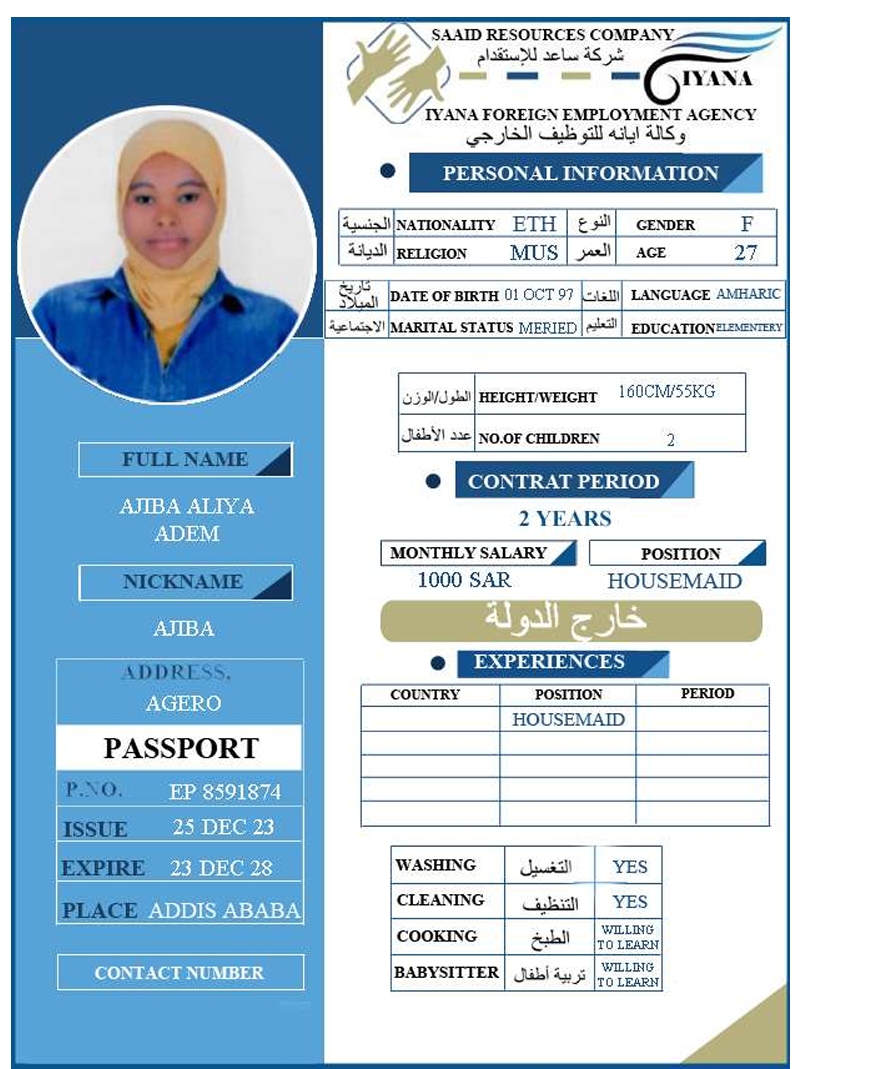 SAAID RESOURCES COMPANY
شركة ساعد للإستقدام
IYANA
IYANA FOREIGN EMPLOYMENT AGENCY
وكالة ايانه للتوظيف الخارجي
PERSONAL INFORMATION
الجنسية NATIONALITY ETH النوع GENDER F
الديانة RELIGION MUS العمر AGE 27
تاريخ الميلاد DATE OF BIRTH 01 OCT 97 اللغات LANGUAGE AMHARIC
الاجتماعية MARITAL STATUS MERIED التعليم EDUCATION ELEMENTERY
الطول/الوزن HEIGHT/WEIGHT 160CM/55KG
عدد الأطفال NO.OF CHILDREN 2
CONTRAT PERIOD
2 YEARS
MONTHLY SALARY POSITION
1000 SAR HOUSEMAID
خارج الدولة
EXPERIENCES
COUNTRY POSITION PERIOD
HOUSEMAID
WASHING التغسيل YES
CLEANING التنظيف YES
COOKING الطبخ WILLING TO LEARN
BABYSITTER تربية أطفال WILLING TO LEARN
FULL NAME
AJIBA ALIYA
ADEM
NICKNAME
AJIBA
ADDRESS.
AGERO
PASSPORT
P.NO. EP 8591874
ISSUE 25 DEC 23
EXPIRE 23 DEC 28
PLACE ADDIS ABABA
CONTACT NUMBER